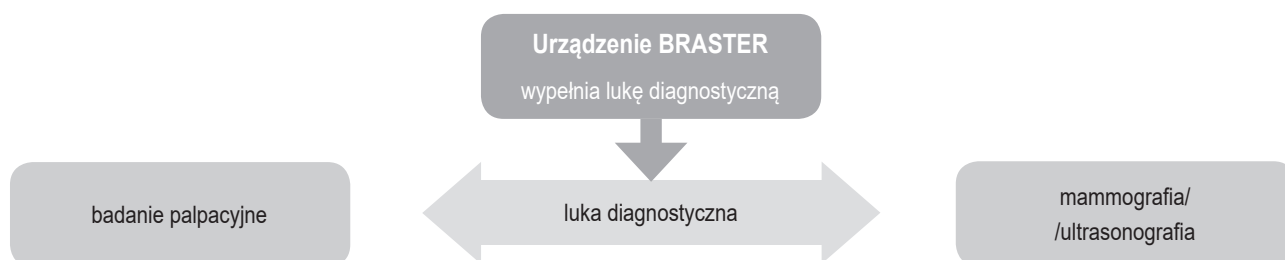 Urządzenie BRASTER
wypełnia lukę diagnostyczną
badanie palpacyjne
luka diagnostyczna
mammografia/
/ultrasonografia